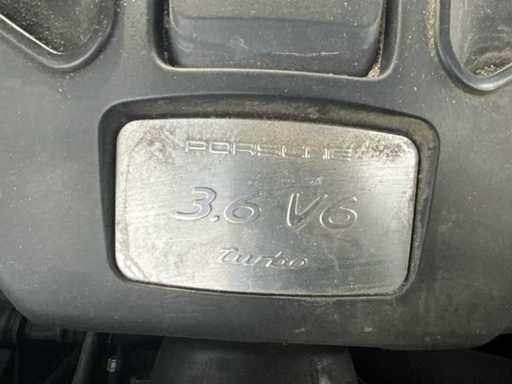 PORSCHE
3.6 V6
turbo